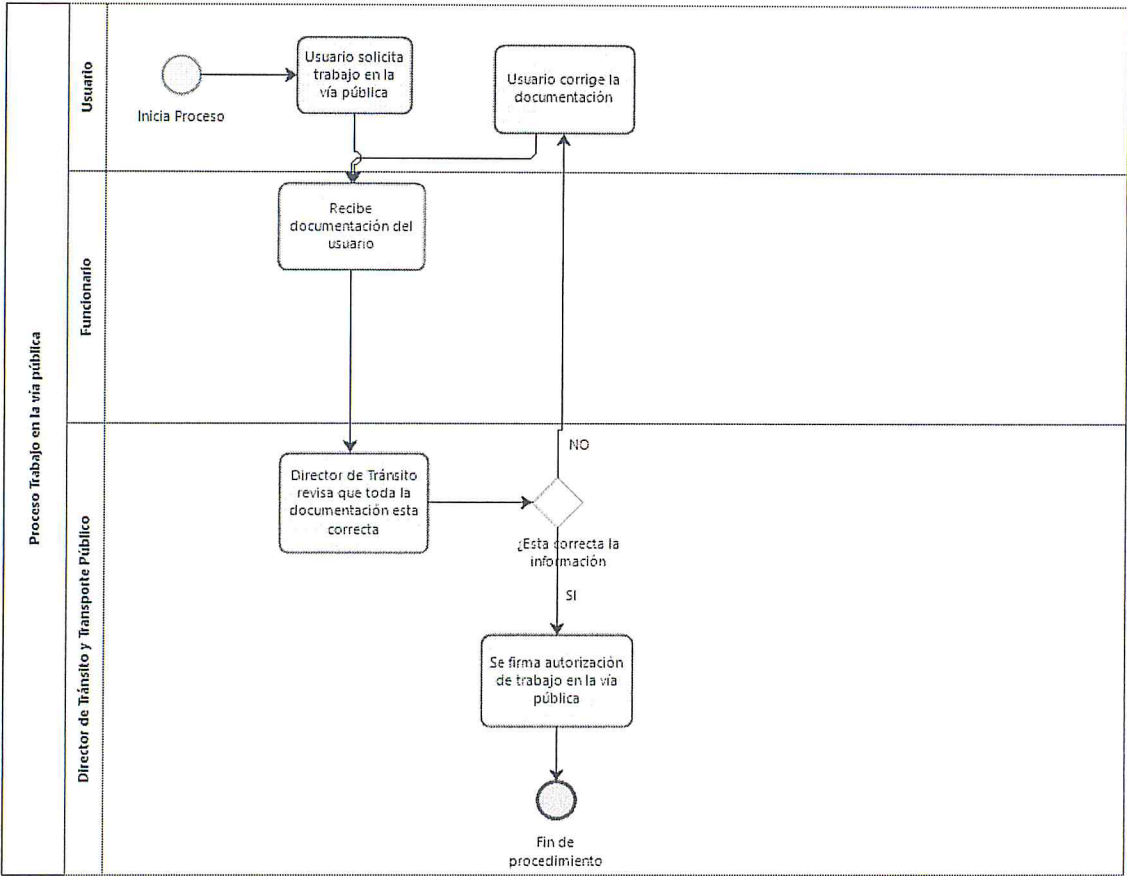 Proceso Trabajo en la vía pública
Usuario
Inicia Proceso
Usuario solicita
trabajo en la
vía pública
Usuario corrige la
documentación
Funcionario
Recibe
documentación del
usuario
Director de Tránsito y Transporte Público
Director de Tránsito
revisa que toda la
documentación esta
correcta
NO
¿Esta correcta la
información
SI
Se firma autorización
de trabajo en la vía
pública
Fin de
procedimiento